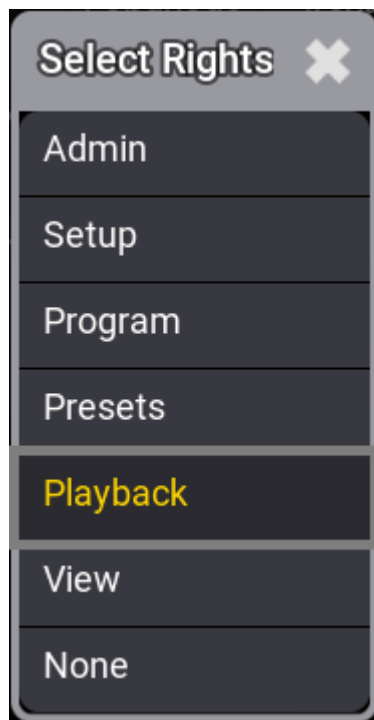 Select Rights
Admin
Setup
Program
Presets
Playback
View
None